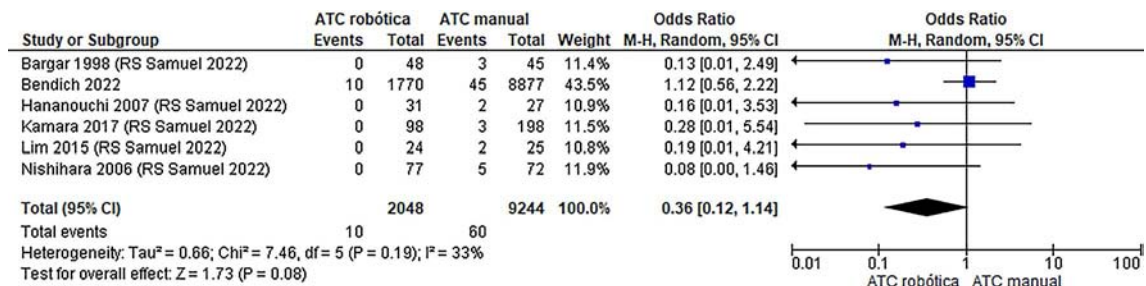 ATC robótica ATC manual Odds Ratio Odds Ratio
Study or Subgroup Events Total Events Total Weight M-H, Random, 95% CI M-H, Random, 95% CI
Bargar 1998 (RS Samuel 2022) 0 48 3 45 11.4% 0.13 [0.01, 2.49]
Bendich 2022 10 1770 45 8877 43.5% 1.12 [0.56, 2.22]
Hananouchi 2007 (RS Samuel 2022) 0 31 2 27 10.9% 0.16 [0.01, 3.53]
Kamara 2017 (RS Samuel 2022) 0 98 3 198 11.5% 0.28 [0.01, 5.54]
Lim 2015 (RS Samuel 2022) 0 24 2 25 10.8% 0.19 [0.01, 4.21]
Nishihara 2006 (RS Samuel 2022) 0 77 5 72 11.9% 0.08 [0.00, 1.46]
Total (95% CI) 2048 9244 100.0% 0.36 [0.12, 1.14]
Total events 10 60
Heterogeneity: Tau² = 0.66; Chi² = 7.46, df = 5 (P = 0.19); I² = 33%
Test for overall effect: Z = 1.73 (P = 0.08)
0.01 0.1 1 10 100
ATC robótica ATC manual